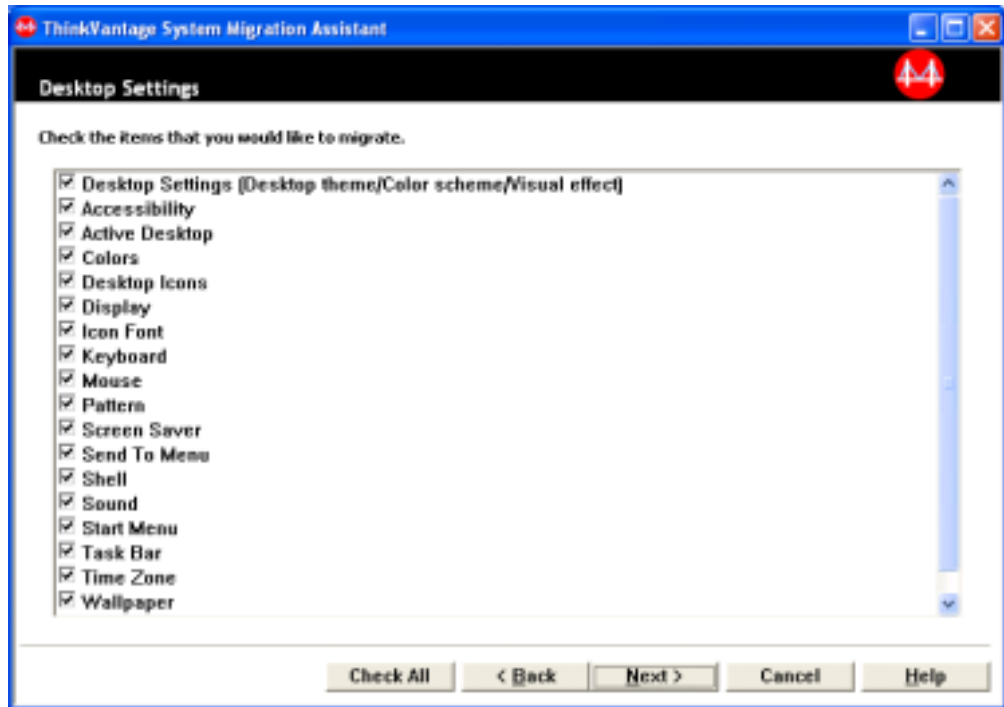 ThinkVantage System Migration Assistant
Desktop Settings
Check the items that you would like to migrate.
Desktop Settings (Desktop theme/Color scheme/Visual effect)
Accessibility
Active Desktop
Colors
Desktop Icons
Display
Icon Font
Keyboard
Mouse
Pattern
Screen Saver
Send To Menu
Shell
Sound
Start Menu
Task Bar
Time Zone
Wallpaper
Check All < Back Next > Cancel Help